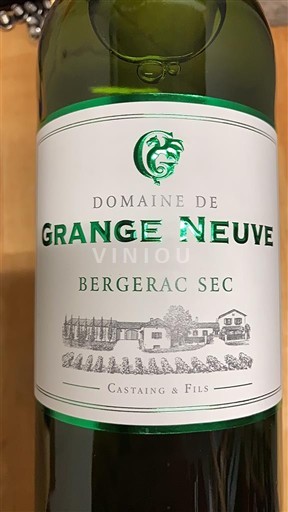 G
DOMAINE DE
GRANGE NEUVE
VINIOU
BERGERAC SEC
CASTAING & FILS